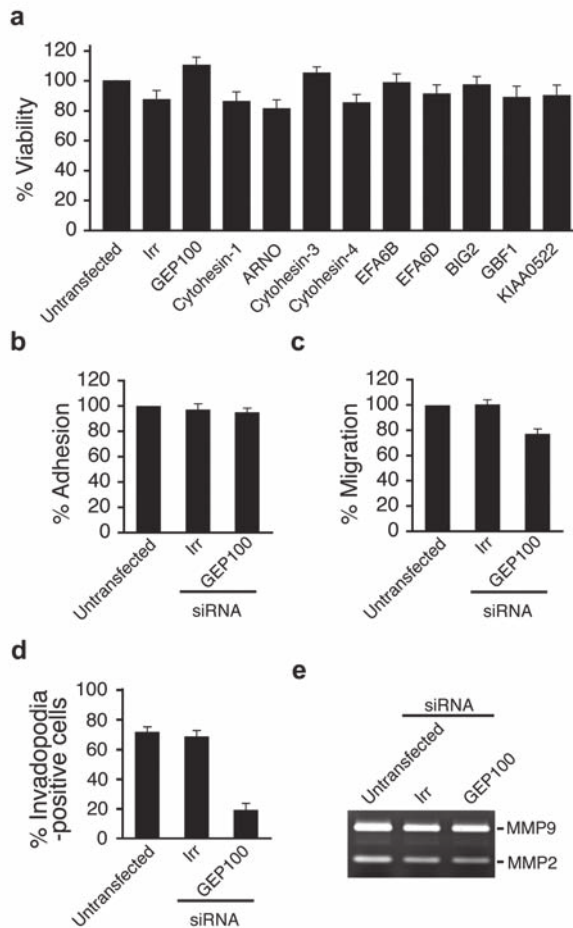 a
% Viability
120
100
80
60
40
20
0
Untransfected
Irr
GEP100
Cytohesin-1
ARNO
Cytohesin-3
Cytohesin-4
EFA6B
EFA6D
BIG2
GBF1
KIAA0522
b
% Adhesion
120
100
80
60
40
20
0
Untransfected
Irr
GEP100
siRNA
c
% Migration
120
100
80
60
40
20
0
Untransfected
Irr
GEP100
siRNA
d
% Invadopodia
-positive cells
100
80
60
40
20
0
Untransfected
Irr
GEP100
siRNA
e
siRNA
Untransfected
Irr
GEP100
MMP9
MMP2